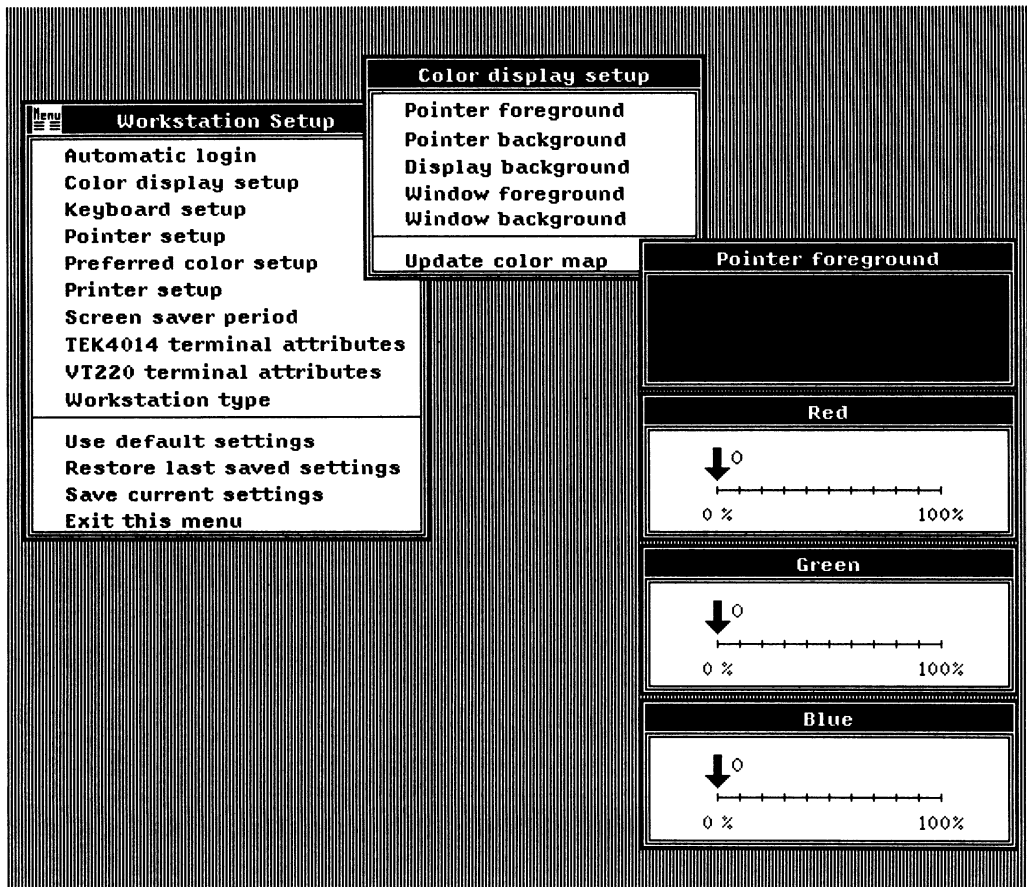 Menu
Workstation Setup
Automatic login
Color display setup
Keyboard setup
Pointer setup
Preferred color setup
Printer setup
Screen saver period
TEK4014 terminal attributes
VT220 terminal attributes
Workstation type
Use default settings
Restore last saved settings
Save current settings
Exit this menu
Color display setup
Pointer foreground
Pointer background
Display background
Window foreground
Window background
Update color map
Pointer foreground
Red
0
0 % 100%
Green
0
0 % 100%
Blue
0
0 % 100%